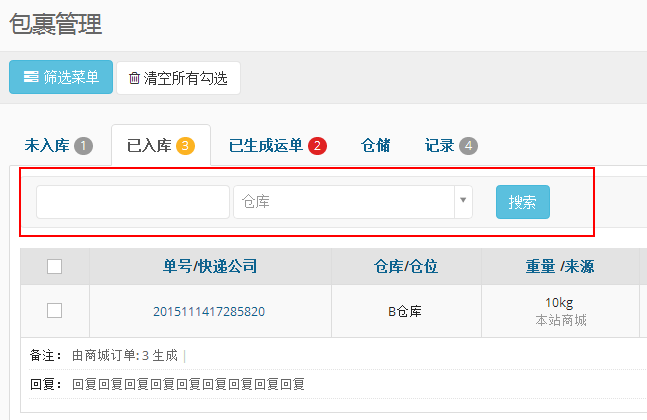 包裹管理
筛选菜单 清空所有勾选
未入库 1 已入库 3 已生成运单 2 仓储 记录 4
仓库 搜索
单号/快递公司 仓库/仓位 重量 /来源
2015111417285820 B仓库 10kg
本站商城
备注： 由商城订单: 3 生成 |
回复： 回复回复回复回复回复回复回复回复回复